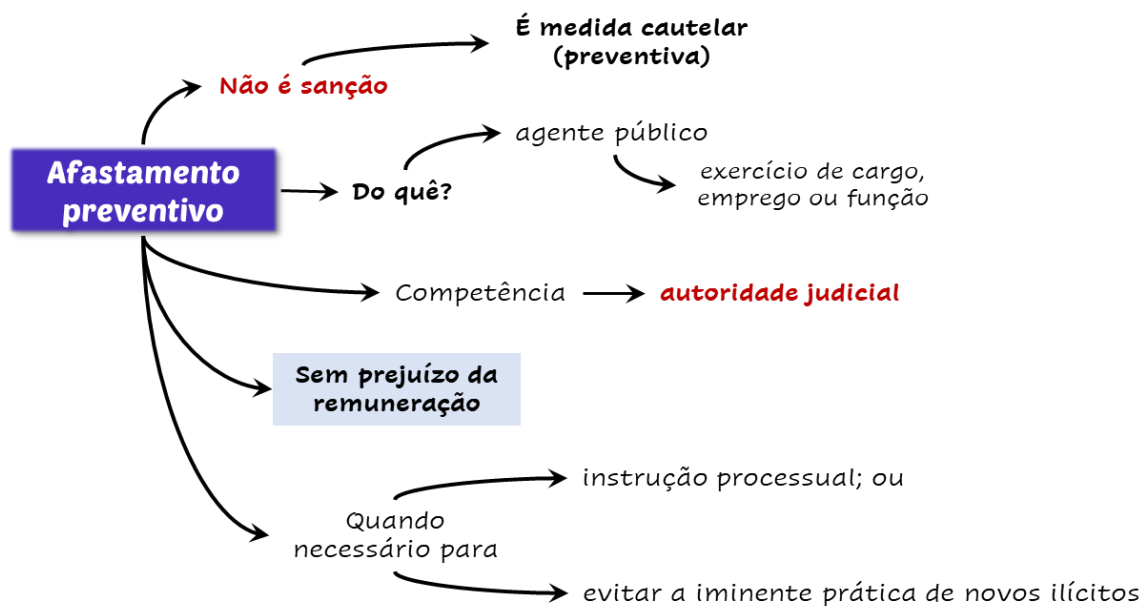 É medida cautelar
(preventiva)
Não é sanção
agente público
Afastamento
preventivo
Do quê?
exercício de cargo,
emprego ou função
Competência
autoridade judicial
Sem prejuízo da
remuneração
instrução processual; ou
Quando
necessário para
evitar a iminente prática de novos ilícitos